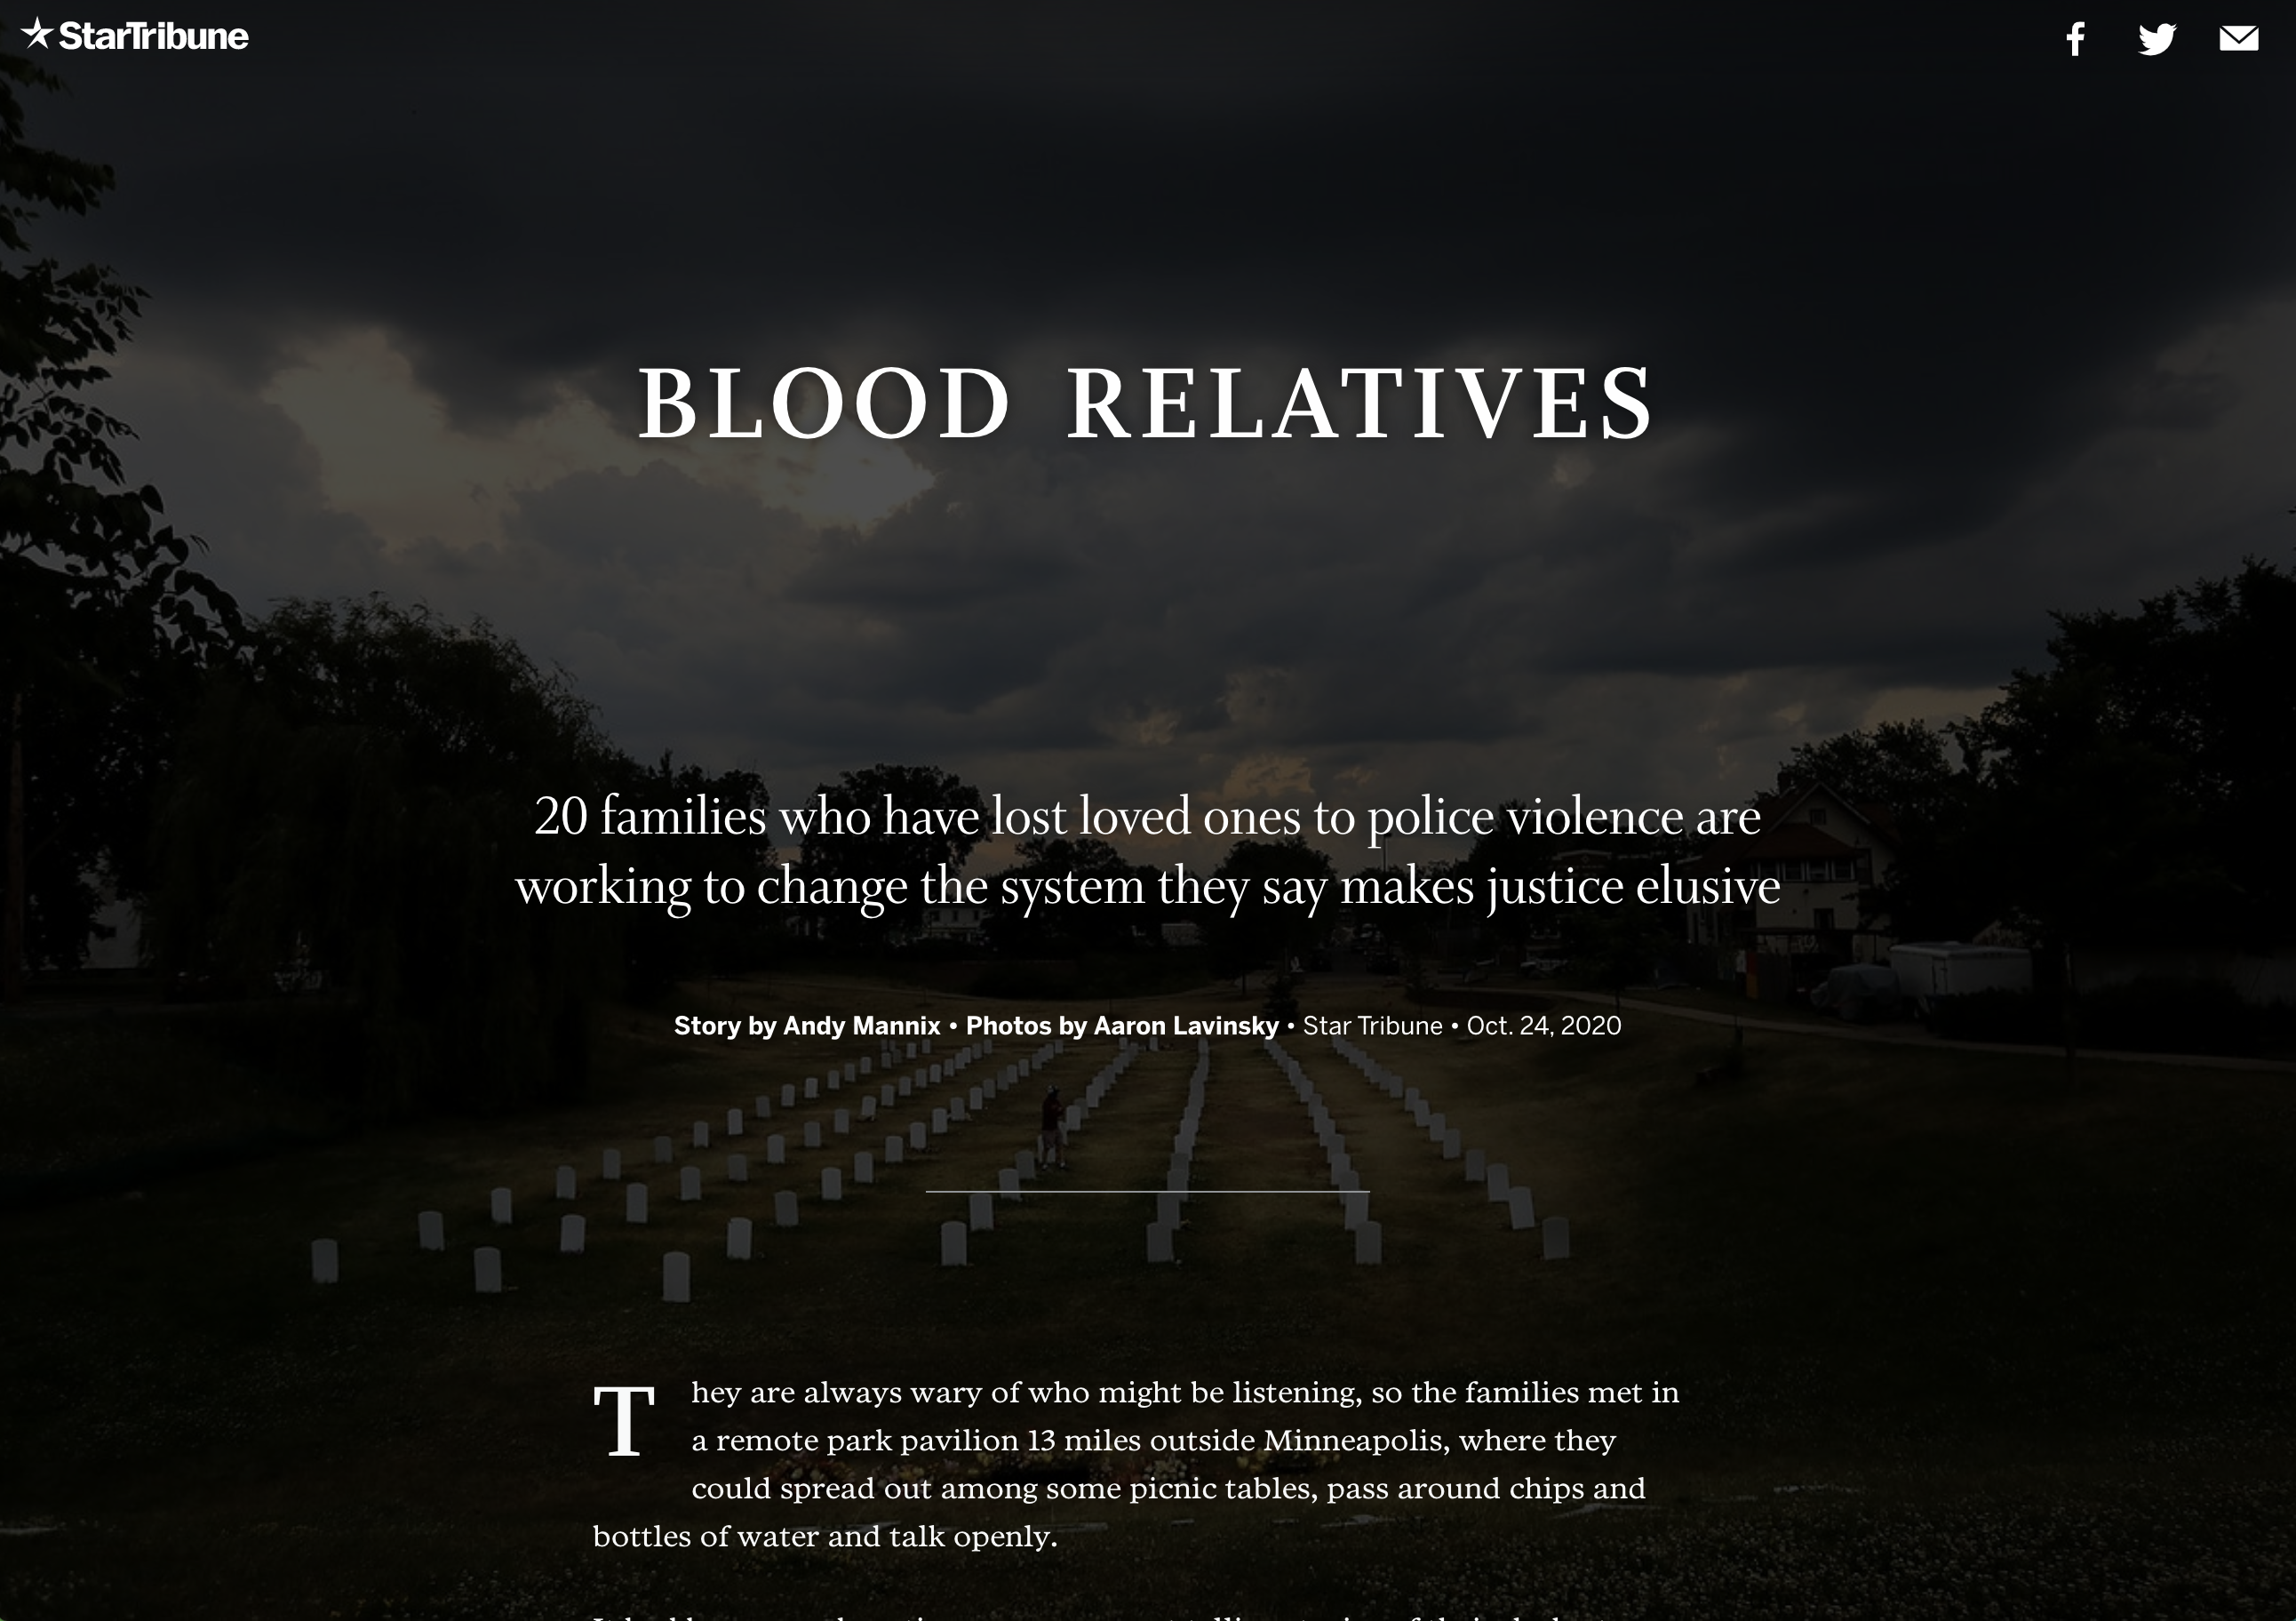 StarTribune
BLOOD RELATIVES
20 families who have lost loved ones to police violence are
working to change the system they say makes justice elusive
Story by Andy Mannix • Photos by Aaron Lavinsky • Star Tribune • Oct. 24, 2020
They are always wary of who might be listening, so the families met in
a remote park pavilion 13 miles outside Minneapolis, where they
could spread out among some picnic tables, pass around chips and
bottles of water and talk openly.